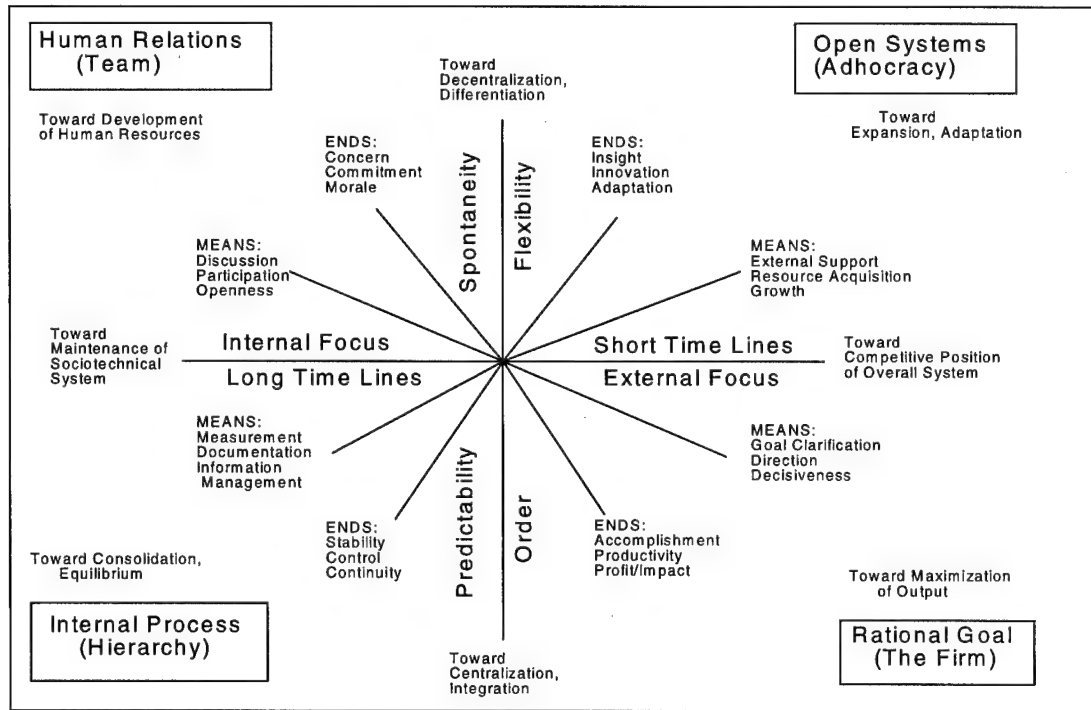 Human Relations
(Team)
Toward Development
of Human Resources
Toward
Decentralization,
Differentiation
Open Systems
(Adhocracy)
Toward
Expansion, Adaptation
ENDS:
Concern
Commitment
Morale
Spontaneity
Flexibility
ENDS:
Insight
Innovation
Adaptation
MEANS:
Discussion
Participation
Openness
MEANS:
External Support
Resource Acquisition
Growth
Toward
Maintenance of
Sociotechnical
System
Internal Focus
Long Time Lines
Short Time Lines
External Focus
Toward
Competitive Position
of Overall System
MEANS:
Measurement
Documentation
Information
Management
MEANS:
Goal Clarification
Direction
Decisiveness
ENDS:
Stability
Control
Continuity
Predictability
Order
ENDS:
Accomplishment
Productivity
Profit/Impact
Toward Consolidation,
Equilibrium
Internal Process
(Hierarchy)
Toward
Centralization,
Integration
Toward Maximization
of Output
Rational Goal
(The Firm)